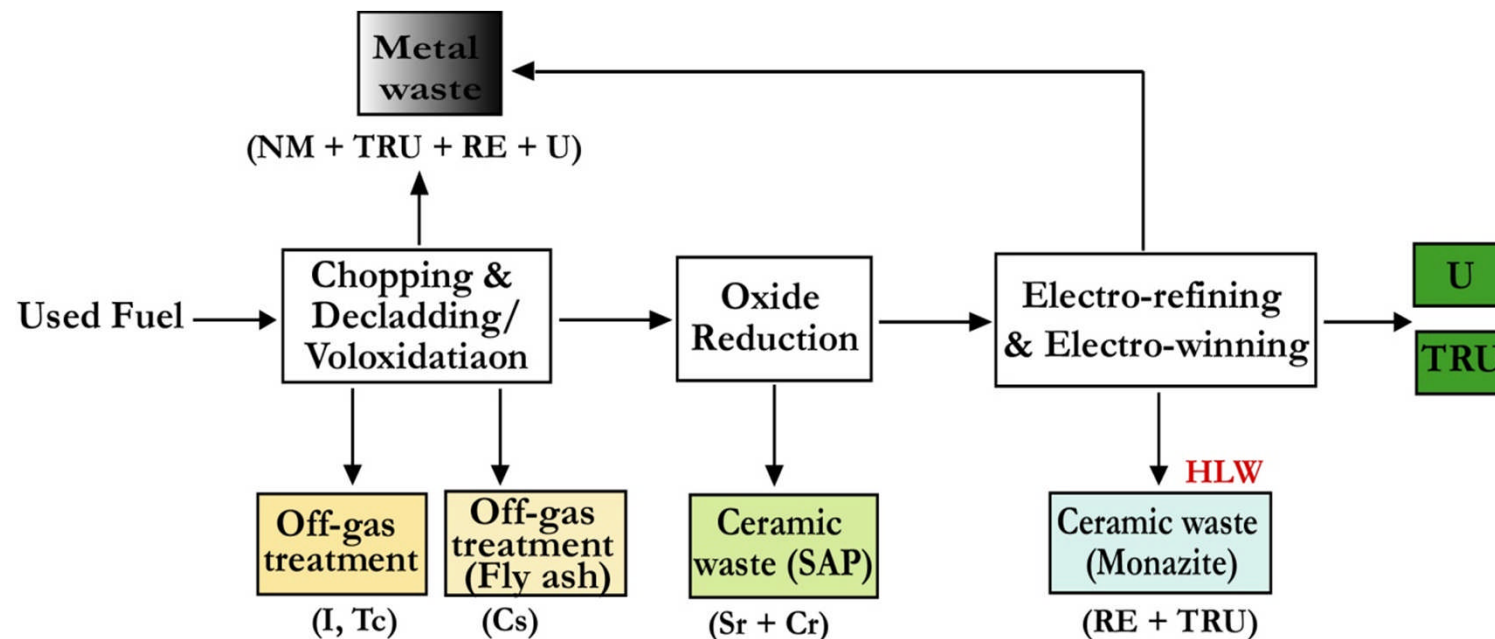 Metal
waste
(NM + TRU + RE + U)
Used Fuel
Chopping &
Decladding/
Voloxidatiaon
Oxide
Reduction
Electro-refining
& Electro-winning
U
TRU
HLW
Off-gas
treatment
(I, Tc)
Off-gas
treatment
(Fly ash)
(Cs)
Ceramic
waste (SAP)
(Sr + Cr)
Ceramic waste
(Monazite)
(RE + TRU)